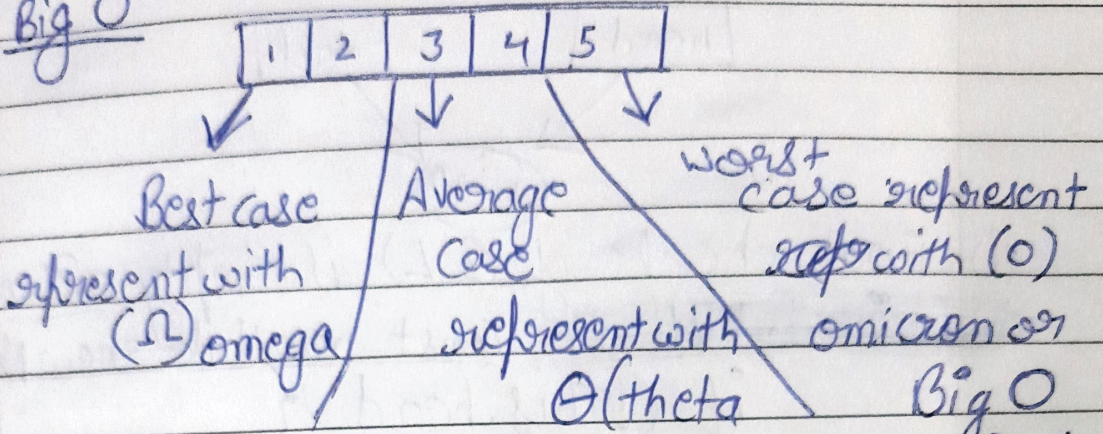 Big O
1 2 3 4 5
Best case
represent with
(Ω) omega
Average
case
represent with
θ(theta
worst
case represent
with (O)
omicron or
Big O